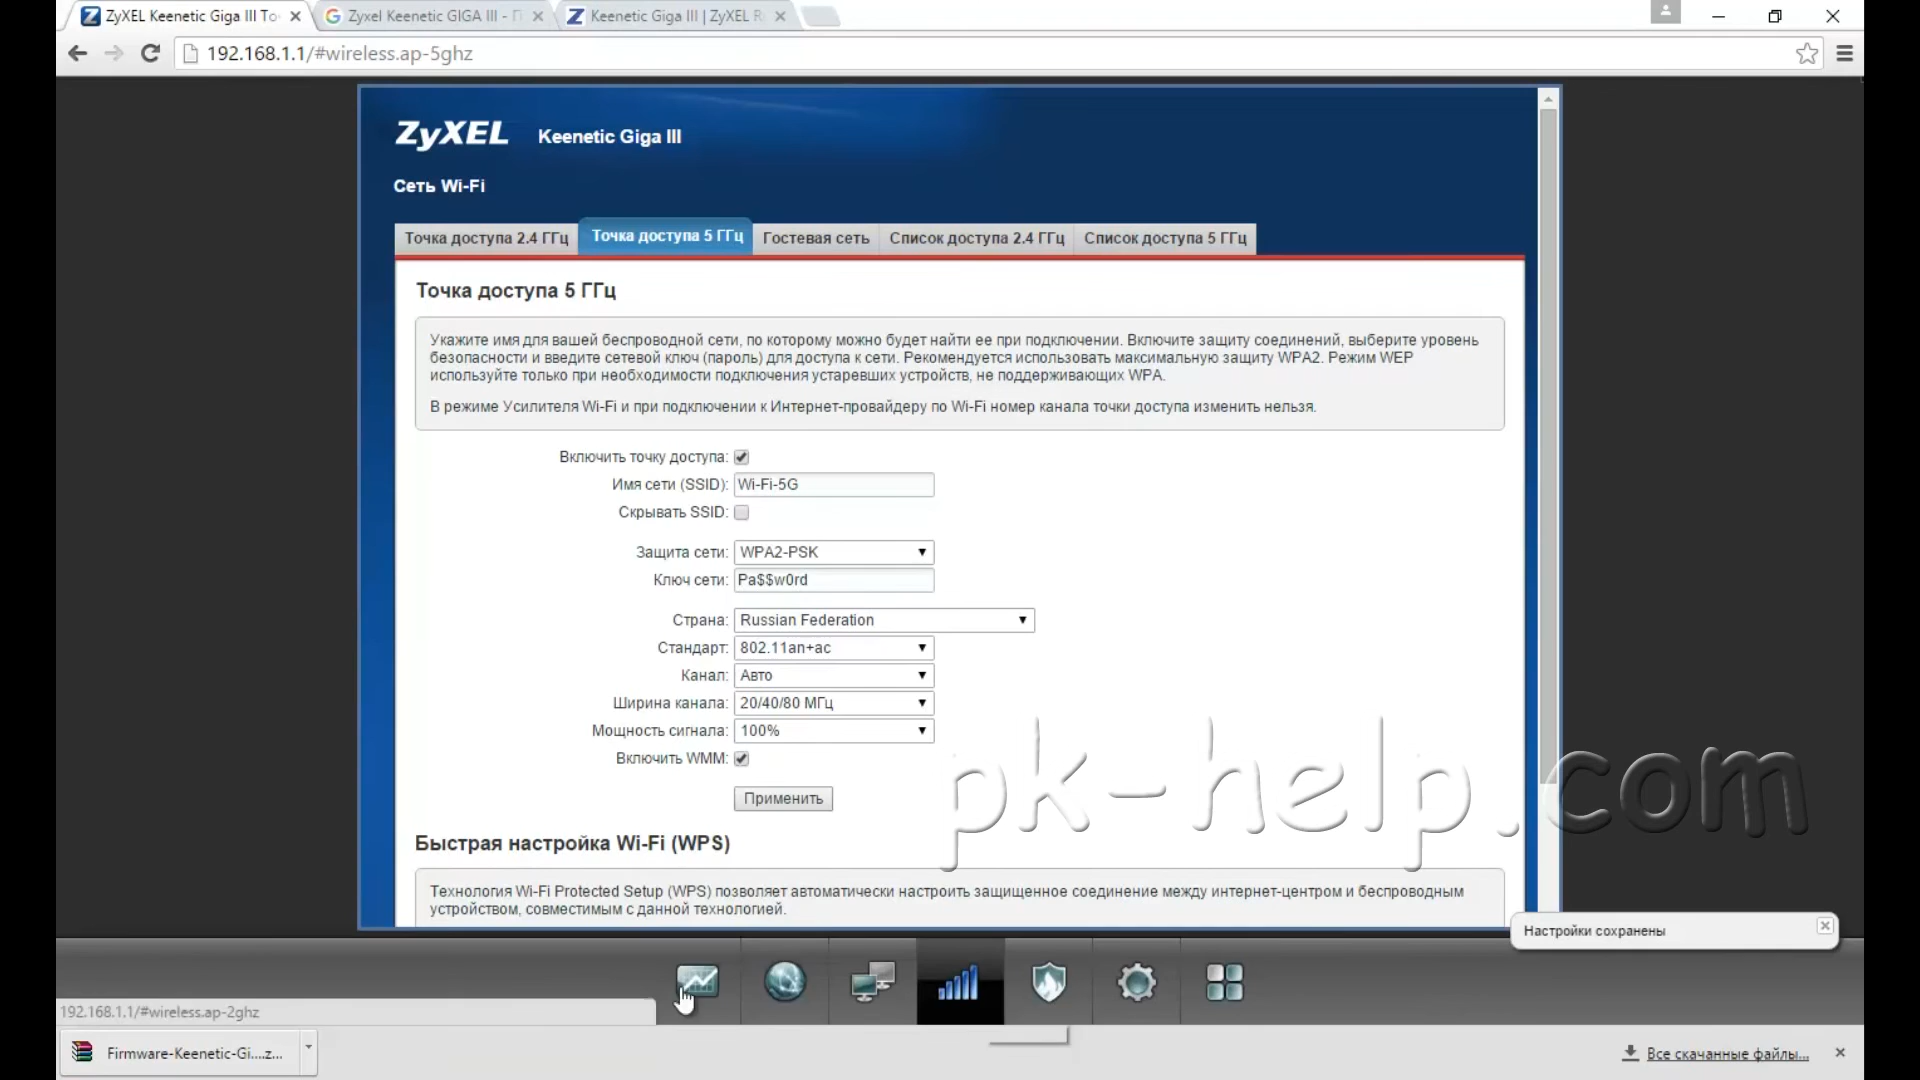 ZyXEL Keenetic Giga III To
Zyxel Keenetic GIGA III - П
Keenetic Giga III | ZyXEL R
192.168.1.1/#wireless.ap-5ghz
ZyXEL Keenetic Giga III
Сеть Wi-Fi
Точка доступа 2.4 ГГц
Точка доступа 5 ГГц
Гостевая сеть
Список доступа 2.4 ГГц
Список доступа 5 ГГц
Точка доступа 5 ГГц
Укажите имя для вашей беспроводной сети, по которому можно будет найти ее при подключении. Включите защиту соединений, выберите уровень
безопасности и введите сетевой ключ (пароль) для доступа к сети. Рекомендуется использовать максимальную защиту WPA2. Режим WEP
используйте только при необходимости подключения устаревших устройств, не поддерживающих WPA.
В режиме Усилителя Wi-Fi и при подключении к Интернет-провайдеру по Wi-Fi номер канала точки доступа изменить нельзя.
Включить точку доступа:
Имя сети (SSID): Wi-Fi-5G
Скрывать SSID:
Защита сети: WPA2-PSK
Ключ сети: Pa$$w0rd
Страна: Russian Federation
Стандарт: 802.11an+ac
Канал: Авто
Ширина канала: 20/40/80 МГц
Мощность сигнала: 100%
Включить WMM:
Применить
pk-help.com
Быстрая настройка Wi-Fi (WPS)
Технология Wi-Fi Protected Setup (WPS) позволяет автоматически настроить защищенное соединение между интернет-центром и беспроводным
устройством, совместимым с данной технологией.
Настройки сохранены
192.168.1.1/#wireless.ap-2ghz
Firmware-Keenetic-Gi....z...
Все скачанные файлы...